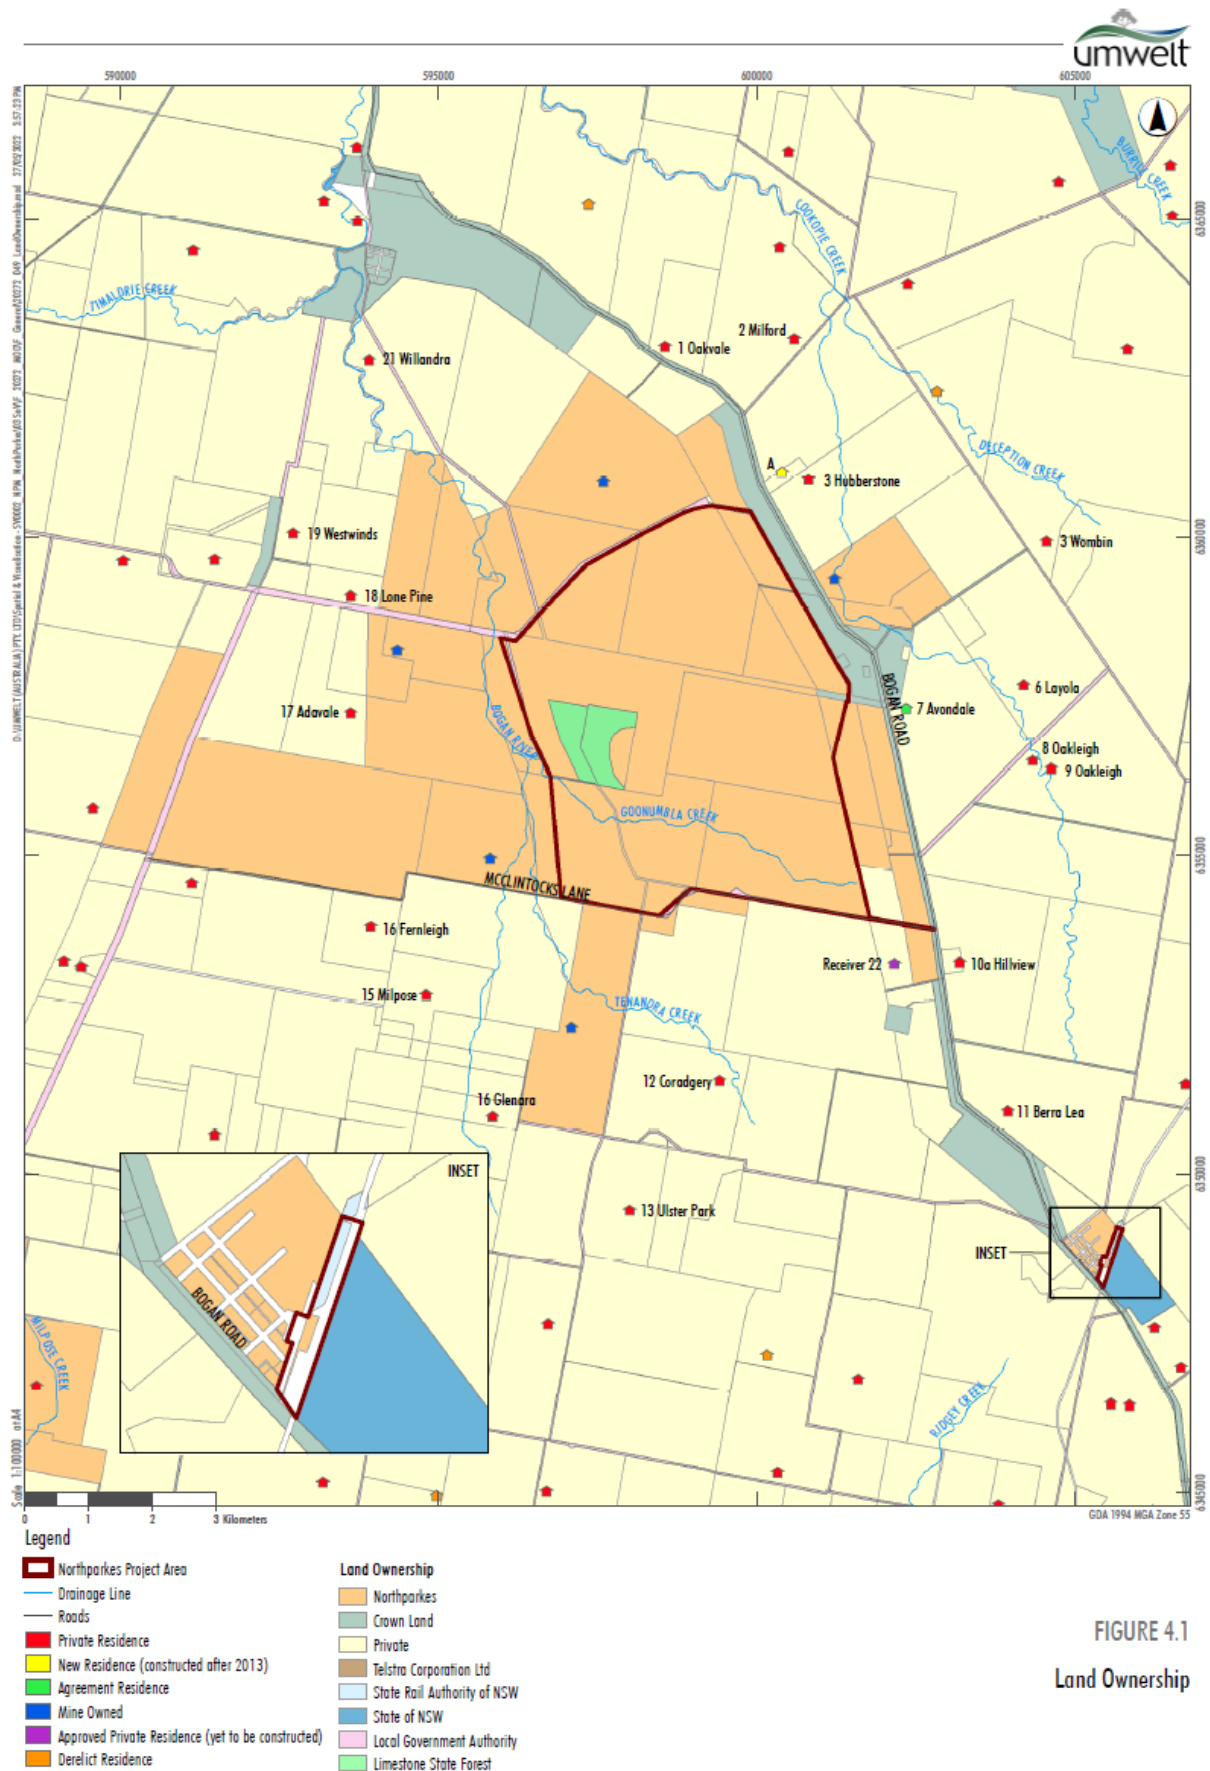 umwelt
590000
595000
600000
605000
BURRILL CREEK
COOKOPIE CREEK
6365000
TIMALDRIE CREEK
2 Milford
1 Oakvale
21 Willandra
DECEPTION CREEK
A
3 Hubberstone
19 Westwinds
3 Wombin
6360000
18 Lone Pine
BOGAN ROAD
6 Layola
17 Adavale
7 Avondale
BOGAN RIVER
8 Oakleigh
9 Oakleigh
GOONUMBLA CREEK
6355000
MCCLINTOCKS LANE
16 Fernleigh
Receiver 22
10a Hillview
15 Milpose
TENANDRA CREEK
12 Coradgery
16 Glenara
11 Berra Lea
INSET
6350000
13 Ulster Park
INSET
BOGAN ROAD
MILPOSE CREEK
RIDGEY CREEK
6345000
Scale 1:100000 at A4
0 1 2 3 Kilometers
GDA 1994 MGA Zone 55
Legend
Northparkes Project Area
Drainage Line
Roads
Private Residence
New Residence (constructed after 2013)
Agreement Residence
Mine Owned
Approved Private Residence (yet to be constructed)
Derelict Residence
Land Ownership
Northparkes
Crown Land
Private
Telstra Corporation Ltd
State Rail Authority of NSW
State of NSW
Local Government Authority
Limestone State Forest
FIGURE 4.1
Land Ownership